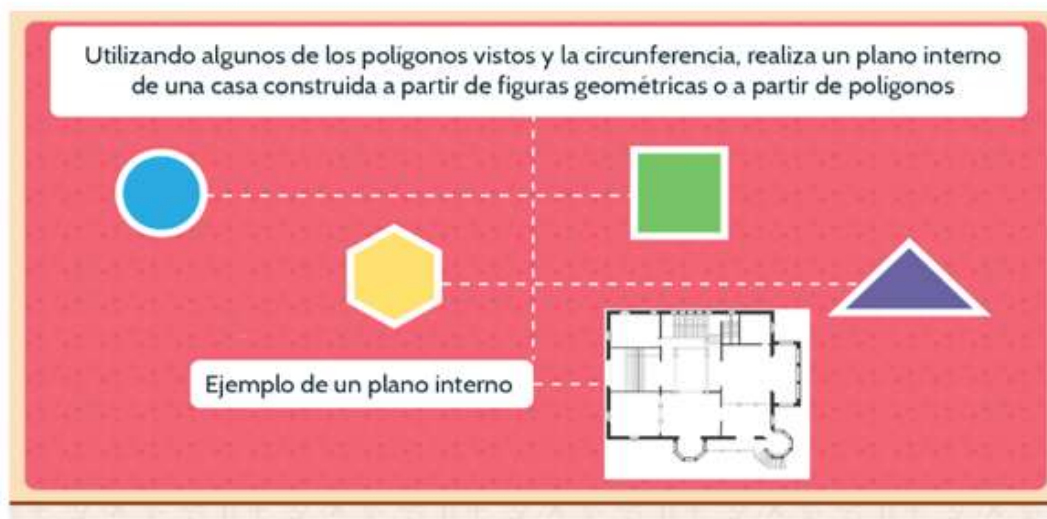 Utilizando algunos de los polígonos vistos y la circunferencia, realiza un plano interno
de una casa construida a partir de figuras geométricas o a partir de polígonos
Ejemplo de un plano interno